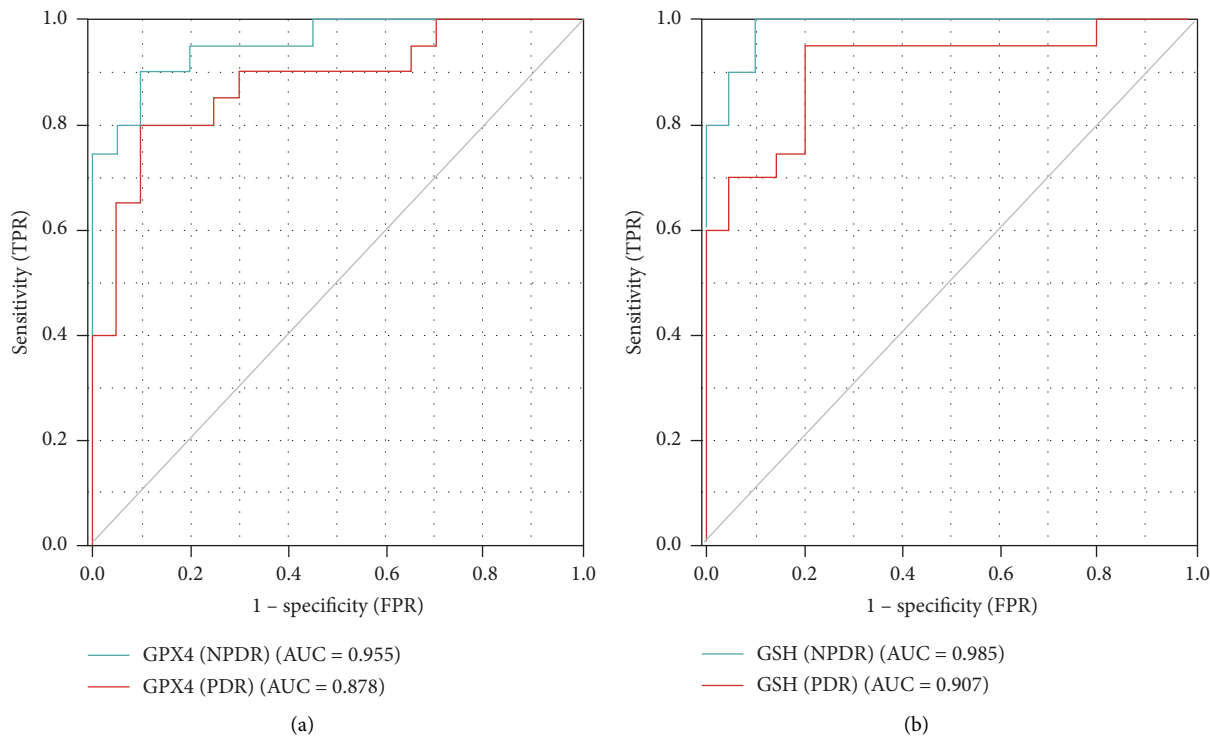 1.0
0.8
0.6
0.4
0.2
0.0
Sensitivity (TPR)
0.0 0.2 0.4 0.6 0.8 1.0
1 – specificity (FPR)
GPX4 (NPDR) (AUC = 0.955)
GPX4 (PDR) (AUC = 0.878)
(a)
1.0
0.8
0.6
0.4
0.2
0.0
Sensitivity (TPR)
0.0 0.2 0.4 0.6 0.8 1.0
1 – specificity (FPR)
GSH (NPDR) (AUC = 0.985)
GSH (PDR) (AUC = 0.907)
(b)